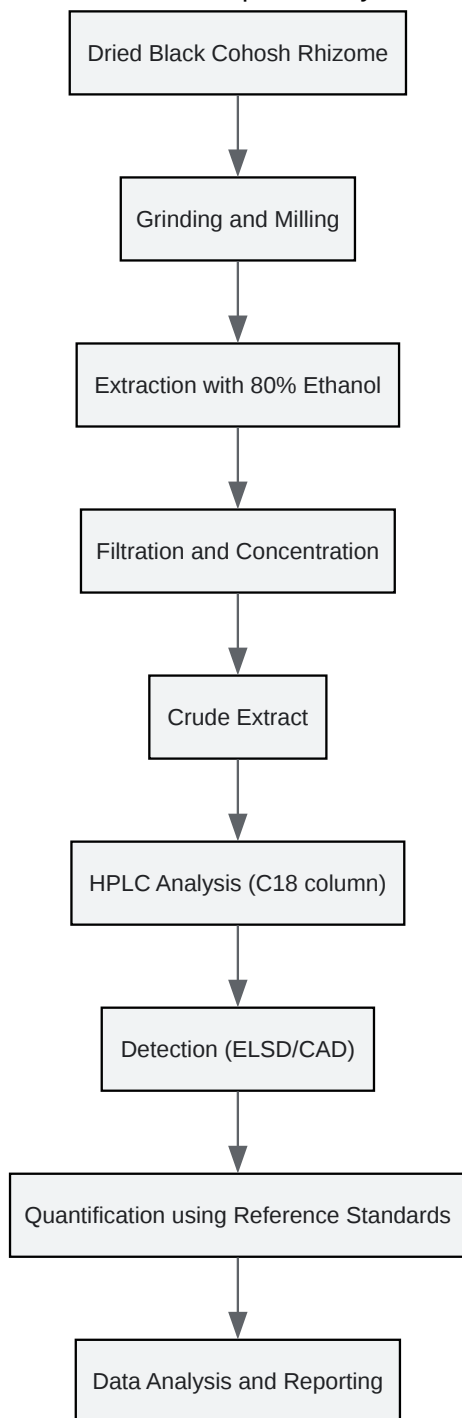 Dried Black Cohosh Rhizome
Grinding and Milling
Extraction with 80% Ethanol
Filtration and Concentration
Crude Extract
HPLC Analysis (C18 column)
Detection (ELSD/CAD)
Quantification using Reference Standards
Data Analysis and Reporting